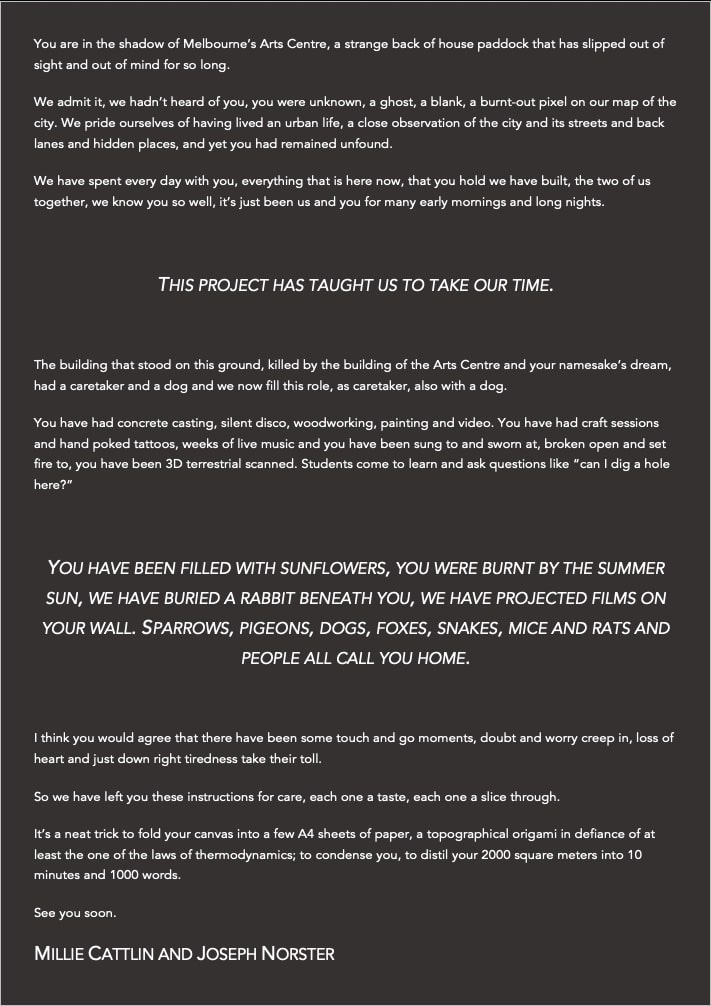 You are in the shadow of Melbourne’s Arts Centre, a strange back of house paddock that has slipped out of
sight and out of mind for so long.
We admit it, we hadn’t heard of you, you were unknown, a ghost, a blank, a burnt-out pixel on our map of the
city. We pride ourselves of having lived an urban life, a close observation of the city and its streets and back
lanes and hidden places, and yet you had remained unfound.
We have spent every day with you, everything that is here now, that you hold we have built, the two of us
together, we know you so well, it’s just been us and you for many early mornings and long nights.
THIS PROJECT HAS TAUGHT US TO TAKE OUR TIME.
The building that stood on this ground, killed by the building of the Arts Centre and your namesake’s dream,
had a caretaker and a dog and we now fill this role, as caretaker, also with a dog.
You have had concrete casting, silent disco, woodworking, painting and video. You have had craft sessions
and hand poked tattoos, weeks of live music and you have been sung to and sworn at, broken open and set
fire to, you have been 3D terrestrial scanned. Students come to learn and ask questions like “can I dig a hole
here?”
YOU HAVE BEEN FILLED WITH SUNFLOWERS, YOU WERE BURNT BY THE SUMMER
SUN, WE HAVE BURIED A RABBIT BENEATH YOU, WE HAVE PROJECTED FILMS ON
YOUR WALL. SPARROWS, PIGEONS, DOGS, FOXES, SNAKES, MICE AND RATS AND
PEOPLE ALL CALL YOU HOME.
I think you would agree that there have been some touch and go moments, doubt and worry creep in, loss of
heart and just down right tiredness take their toll.
So we have left you these instructions for care, each one a taste, each one a slice through.
It’s a neat trick to fold your canvas into a few A4 sheets of paper, a topographical origami in defiance of at
least the one of the laws of thermodynamics; to condense you, to distil your 2000 square meters into 10
minutes and 1000 words.
See you soon.
MILLIE CATTLIN AND JOSEPH NORSTER